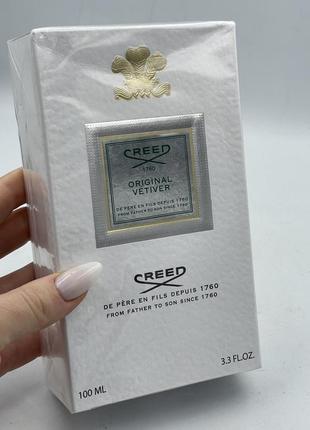 CREED
1760
ORIGINAL
VETIVER
DE PÈRE EN FILS DEPUIS 1760
FROM FATHER TO SON SINCE 1760
CREED
DE PÈRE EN FILS DEPUIS 1760
FROM FATHER TO SON SINCE 1760
100 ML 3.3 FL.OZ.